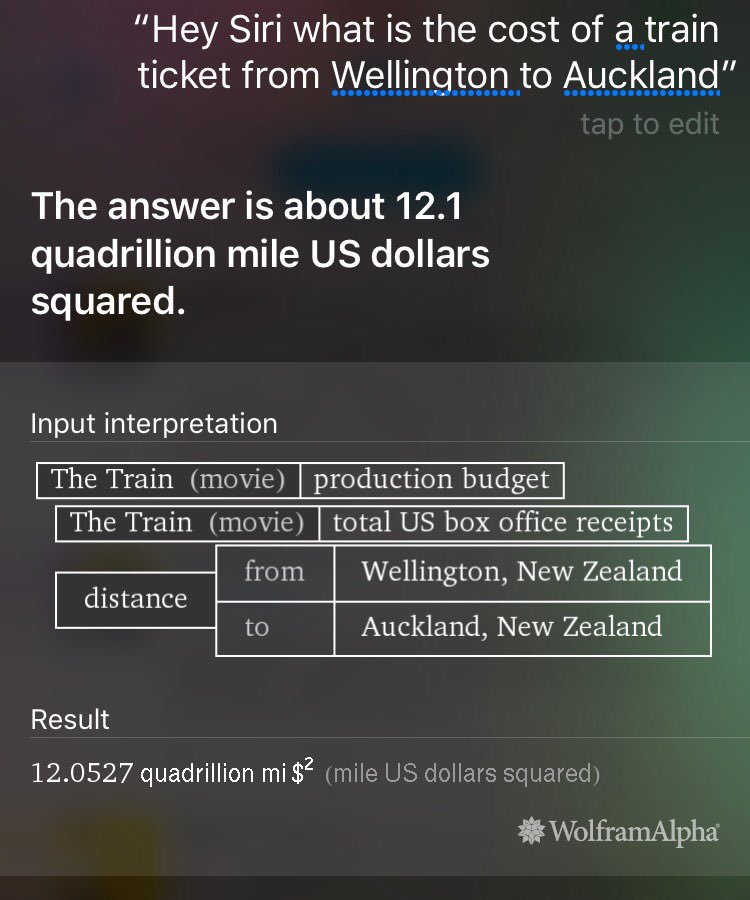 “Hey Siri what is the cost of a train
ticket from Wellington to Auckland”
tap to edit
The answer is about 12.1
quadrillion mile US dollars
squared.
Input interpretation
The Train (movie) production budget
The Train (movie) total US box office receipts
distance
from Wellington, New Zealand
to Auckland, New Zealand
Result
12.0527 quadrillion mi $² (mile US dollars squared)
WolframAlpha